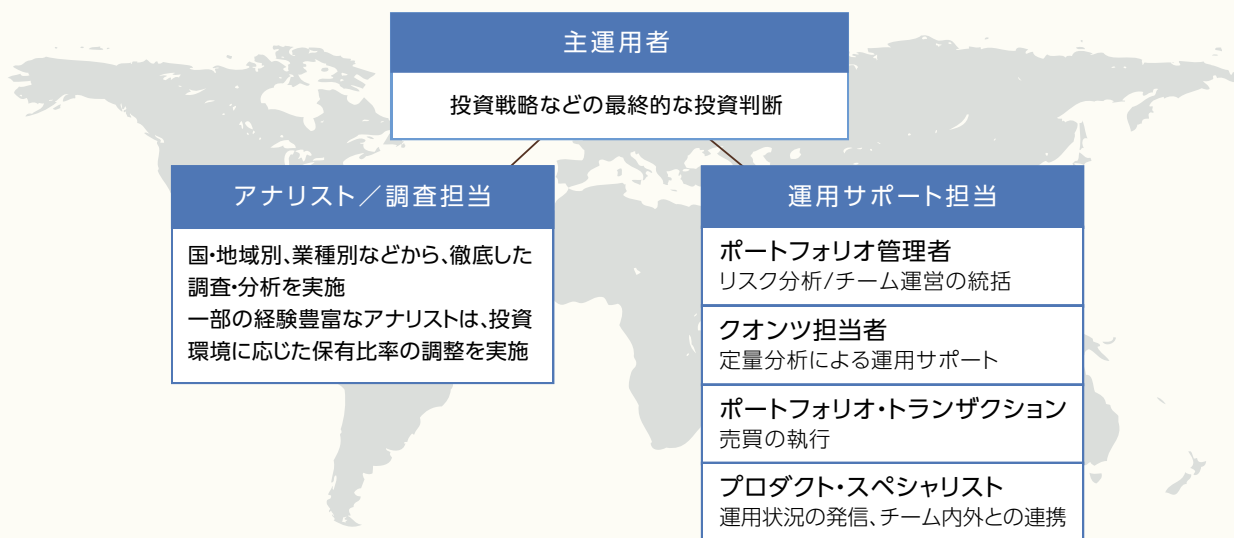 主運用者
投資戦略などの最終的な投資判断
アナリスト／調査担当
国・地域別、業種別などから、徹底した
調査・分析を実施
一部の経験豊富なアナリストは、投資
環境に応じた保有比率の調整を実施
運用サポート担当
ポートフォリオ管理者
リスク分析/チーム運営の統括
クオンツ担当者
定量分析による運用サポート
ポートフォリオ・トランザクション
売買の執行
プロダクト・スペシャリスト
運用状況の発信、チーム内外との連携